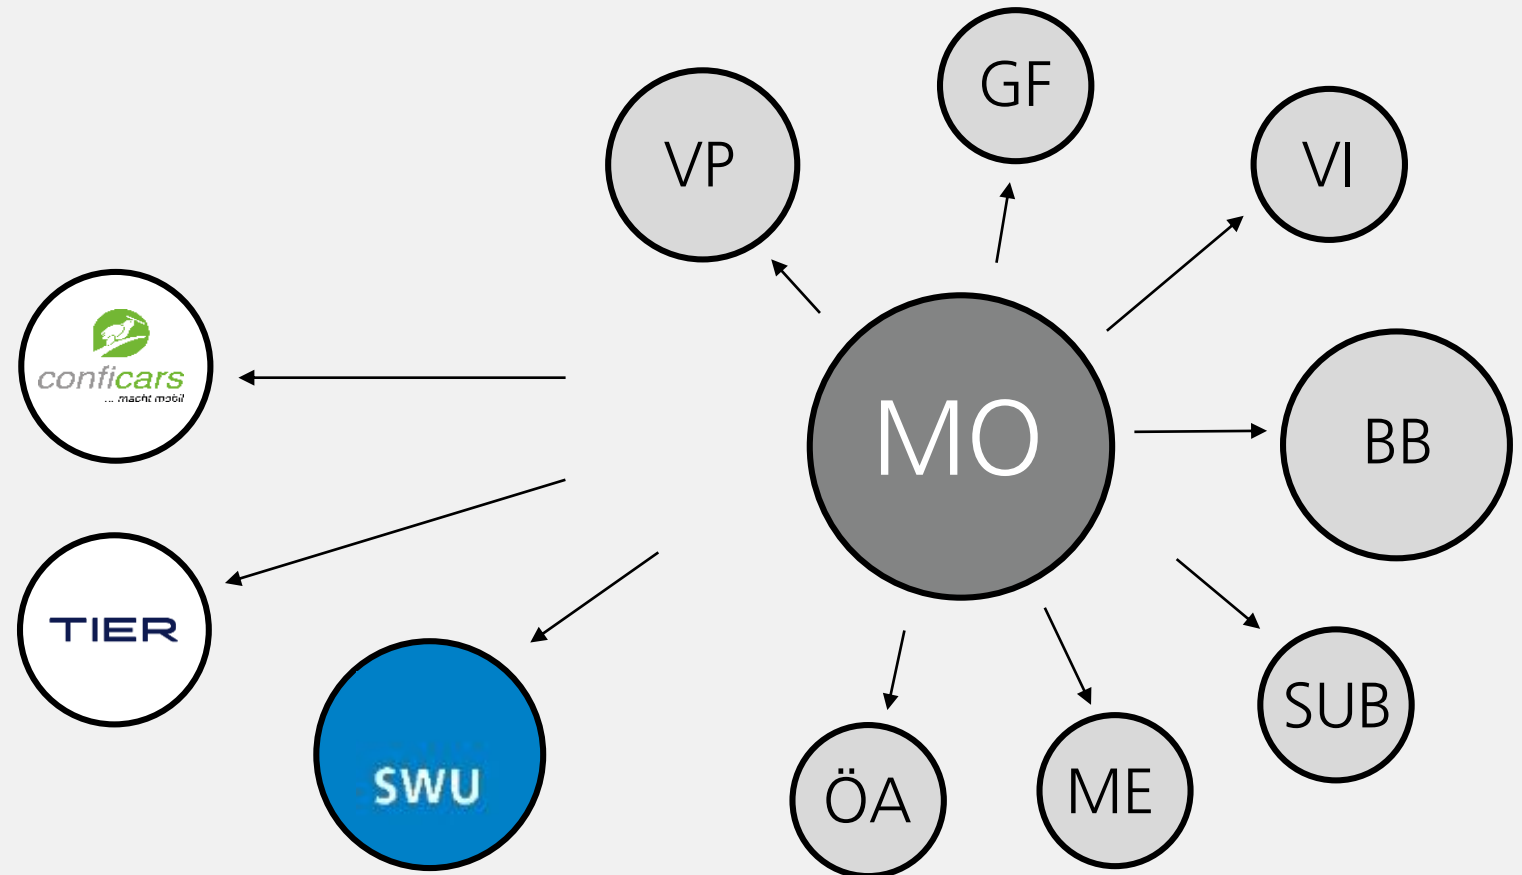 GF
VP
VI
conficars
... macht mobil
MO
BB
TIER
SUB
SWU
ÖA
ME